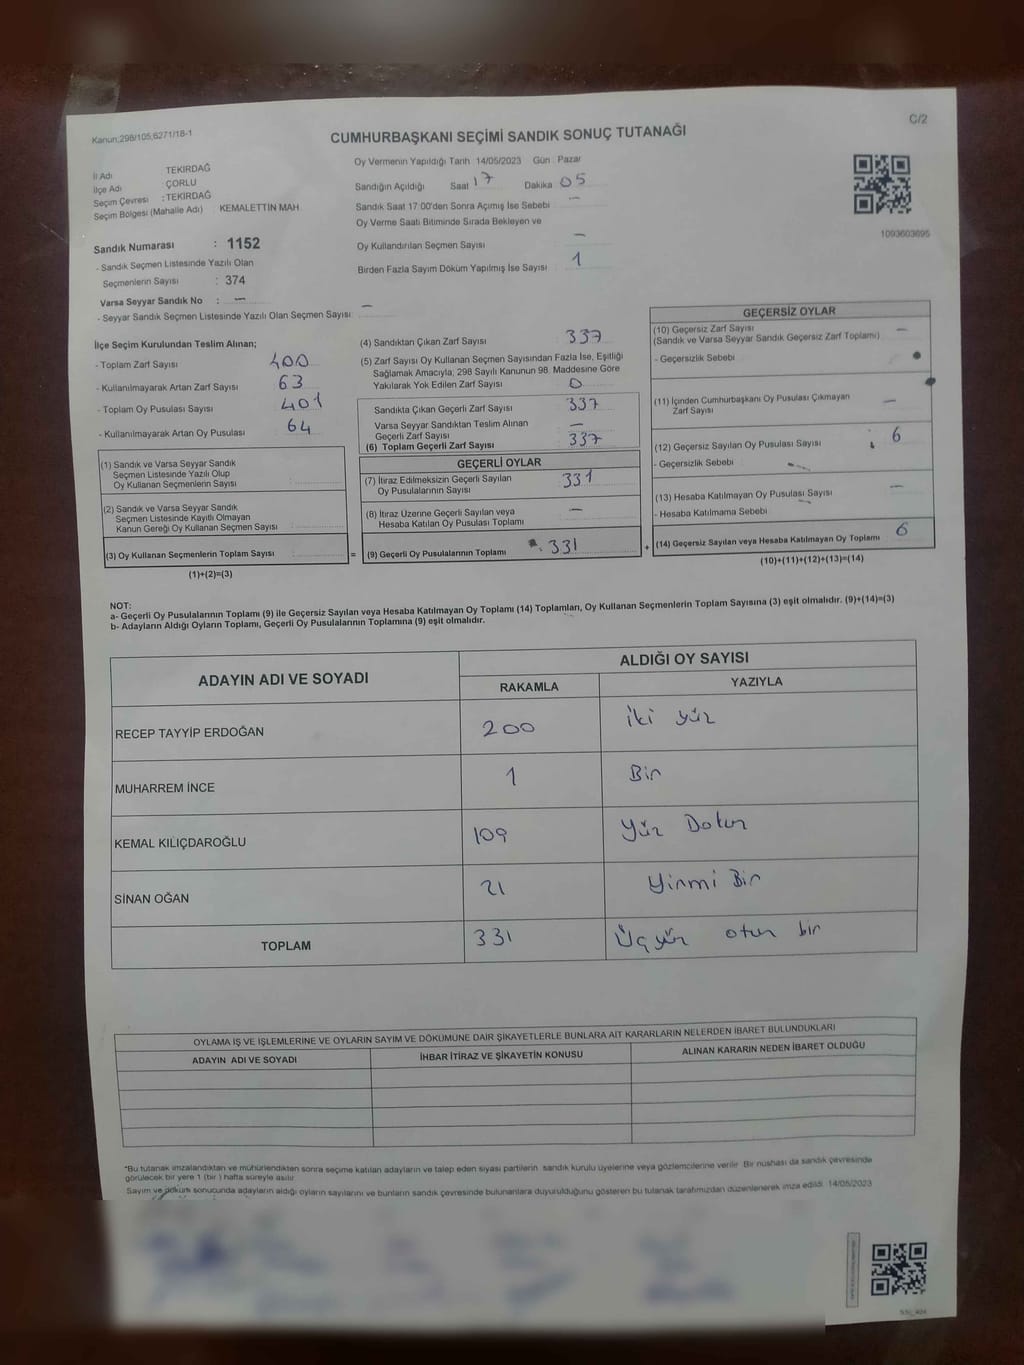 Kanun;298/105,6271/18-1
C/2
CUMHURBAŞKANI SEÇİMİ SANDIK SONUÇ TUTANAĞI
İl Adı : TEKİRDAĞ
İlçe Adı : ÇORLU
Seçim Çevresi : TEKİRDAĞ
Seçim Bölgesi (Mahalle Adı) KEMALETTİN MAH.
Sandık Numarası : 1152
- Sandık Seçmen Listesinde Yazılı Olan
Seçmenlerin Sayısı : 374
Varsa Seyyar Sandık No : —
- Seyyar Sandık Seçmen Listesinde Yazılı Olan Seçmen Sayısı: —
Oy Vermenin Yapıldığı Tarih 14/05/2023 Gün : Pazar
Sandığın Açıldığı Saat 17 Dakika 05
Sandık Saat 17:00'den Sonra Açımış İse Sebebi —
Oy Verme Saati Bitiminde Sırada Bekleyen ve
Oy Kullandırılan Seçmen Sayısı —
Birden Fazla Sayım Döküm Yapılmış İse Sayısı 1
1093603695
İlçe Seçim Kurulundan Teslim Alınan;
- Toplam Zarf Sayısı : 400
- Kullanılmayarak Artan Zarf Sayısı : 63
- Toplam Oy Pusulası Sayısı : 401
- Kullanılmayarak Artan Oy Pusulası : 64
(1) Sandık ve Varsa Seyyar Sandık
Seçmen Listesinde Yazılı Olup
Oy Kullanan Seçmenlerin Sayısı :
(2) Sandık ve Varsa Seyyar Sandık
Seçmen Listesinde Kayıtlı Olmayan
Kanun Gereği Oy Kullanan Seçmen Sayısı :
(3) Oy Kullanan Seçmenlerin Toplam Sayısı :
(1)+(2)=(3)
(4) Sandıktan Çıkan Zarf Sayısı : 337
(5) Zarf Sayısı Oy Kullanan Seçmen Sayısından Fazla İse, Eşitliği
Sağlamak Amacıyla, 298 Sayılı Kanunun 98. Maddesine Göre
Yakılarak Yok Edilen Zarf Sayısı : 0
Sandıkta Çıkan Geçerli Zarf Sayısı : 337
Varsa Seyyar Sandıktan Teslim Alınan
Geçerli Zarf Sayısı : —
(6) Toplam Geçerli Zarf Sayısı : 337
GEÇERLİ OYLAR
(7) İtiraz Edilmeksizin Geçerli Sayılan
Oy Pusulalarının Sayısı : 331
(8) İtiraz Üzerine Geçerli Sayılan veya
Hesaba Katılan Oy Pusulası Toplamı : —
= (9) Geçerli Oy Pusulalarının Toplamı : 331
GEÇERSİZ OYLAR
(10) Geçersiz Zarf Sayısı : —
(Sandık ve Varsa Seyyar Sandık Geçersiz Zarf Toplamı)
- Geçersizlik Sebebi :
(11) İçinden Cumhurbaşkanı Oy Pusulası Çıkmayan
Zarf Sayısı : —
(12) Geçersiz Sayılan Oy Pusulası Sayısı : 6
- Geçersizlik Sebebi :
(13) Hesaba Katılmayan Oy Pusulası Sayısı : —
- Hesaba Katılmama Sebebi
+ (14) Geçersiz Sayılan veya Hesaba Katılmayan Oy Toplamı : 6
(10)+(11)+(12)+(13)=(14)
NOT:
a- Geçerli Oy Pusulalarının Toplamı (9) ile Geçersiz Sayılan veya Hesaba Katılmayan Oy Toplamı (14) Toplamları, Oy Kullanan Seçmenlerin Toplam Sayısına (3) eşit olmalıdır. (9)+(14)=(3)
b- Adayların Aldığı Oyların Toplamı, Geçerli Oy Pusulalarının Toplamına (9) eşit olmalıdır.
ADAYIN ADI VE SOYADI ALDIĞI OY SAYISI
RAKAMLA YAZIYLA
RECEP TAYYİP ERDOĞAN 200 iki yüz
MUHARREM İNCE 1 Bir
KEMAL KILIÇDAROĞLU 109 Yüz Dokuz
SİNAN OĞAN 21 Yirmi Bir
TOPLAM 331 Üçyüz otuz bir
OYLAMA İŞ VE İŞLEMLERİNE VE OYLARIN SAYIM VE DÖKÜMÜNE DAİR ŞİKAYETLERLE BUNLARA AİT KARARLARIN NELERDEN İBARET BULUNDUKLARI
ADAYIN ADI VE SOYADI İHBAR İTİRAZ VE ŞİKAYETİN KONUSU ALINAN KARARIN NEDEN İBARET OLDUĞU
*Bu tutanak imzalandıktan ve mühürlendikten sonra seçime katılan adayların ve talep eden siyasi partilerin sandık kurulu üyelerine veya gözlemcilerine verilir. Bir nüshası da sandık çevresinde
görülecek bir yere 1 (bir) hafta süreyle asılır.
Sayım ve döküm sonucunda adayların aldığı oyların sayılarını ve bunların sandık çevresinde bulunanlara duyurulduğunu gösteren bu tutanak tarafımızdan düzenlenerek imza edildi. 14/05/2023